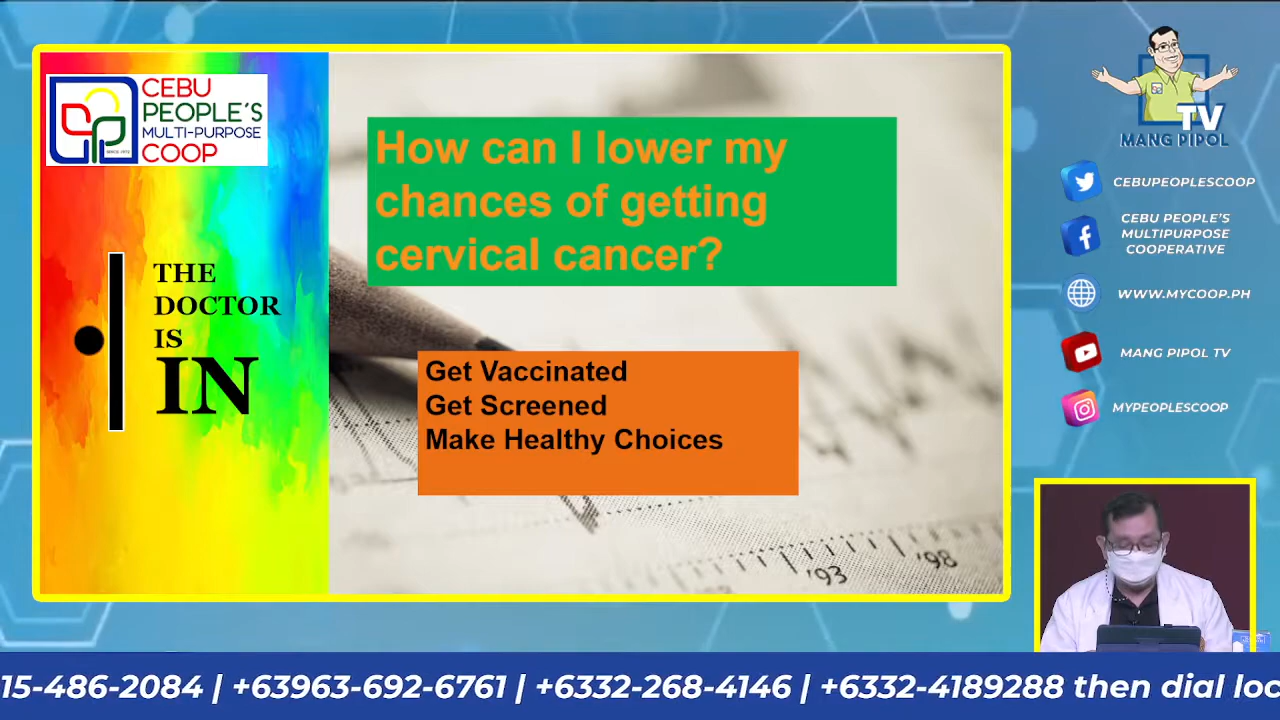 CEBU
PEOPLE'S
MULTI-PURPOSE
COOP
SINCE 1972
THE
DOCTOR
IS
IN
How can I lower my
chances of getting
cervical cancer?
Get Vaccinated
Get Screened
Make Healthy Choices
'93
'98
TV
MANG PIPOL
CEBUPEOPLESCOOP
CEBU PEOPLE'S
MULTIPURPOSE
COOPERATIVE
WWW.MYCOOP.PH
MANG PIPOL TV
MYPEOPLESCOOP
15-486-2084 | +63963-692-6761 | +6332-268-4146 | +6332-4189288 then dial loc